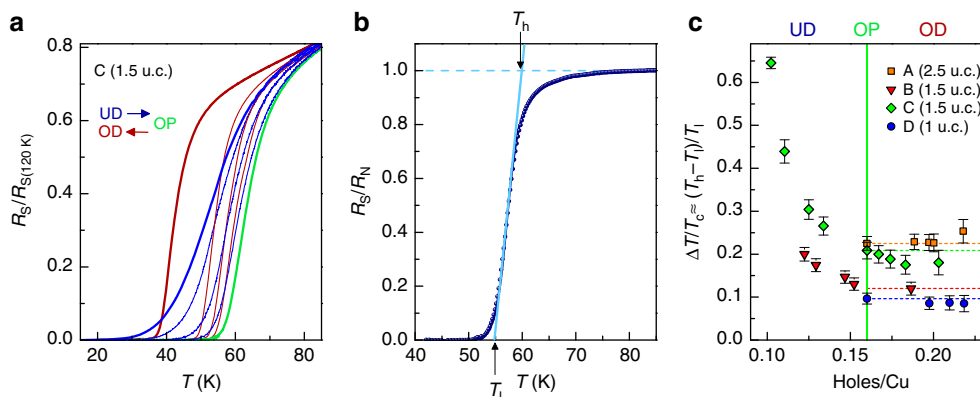 a
C (1.5 u.c.)
UD
OP
OD
R_S/R_S(120 K)
0.8
0.6
0.4
0.2
0.0
20 40 60 80
T (K)
b
T_h
R_S/R_N
1.0
0.8
0.6
0.4
0.2
0.0
40 50 60 70 80
T_l
T (K)
c
UD OP OD
A (2.5 u.c.)
B (1.5 u.c.)
C (1.5 u.c.)
D (1 u.c.)
ΔT/T_c ≈ (T_h−T_l)/T_l
0.6
0.5
0.4
0.3
0.2
0.1
0.0
0.10 0.15 0.20
Holes/Cu